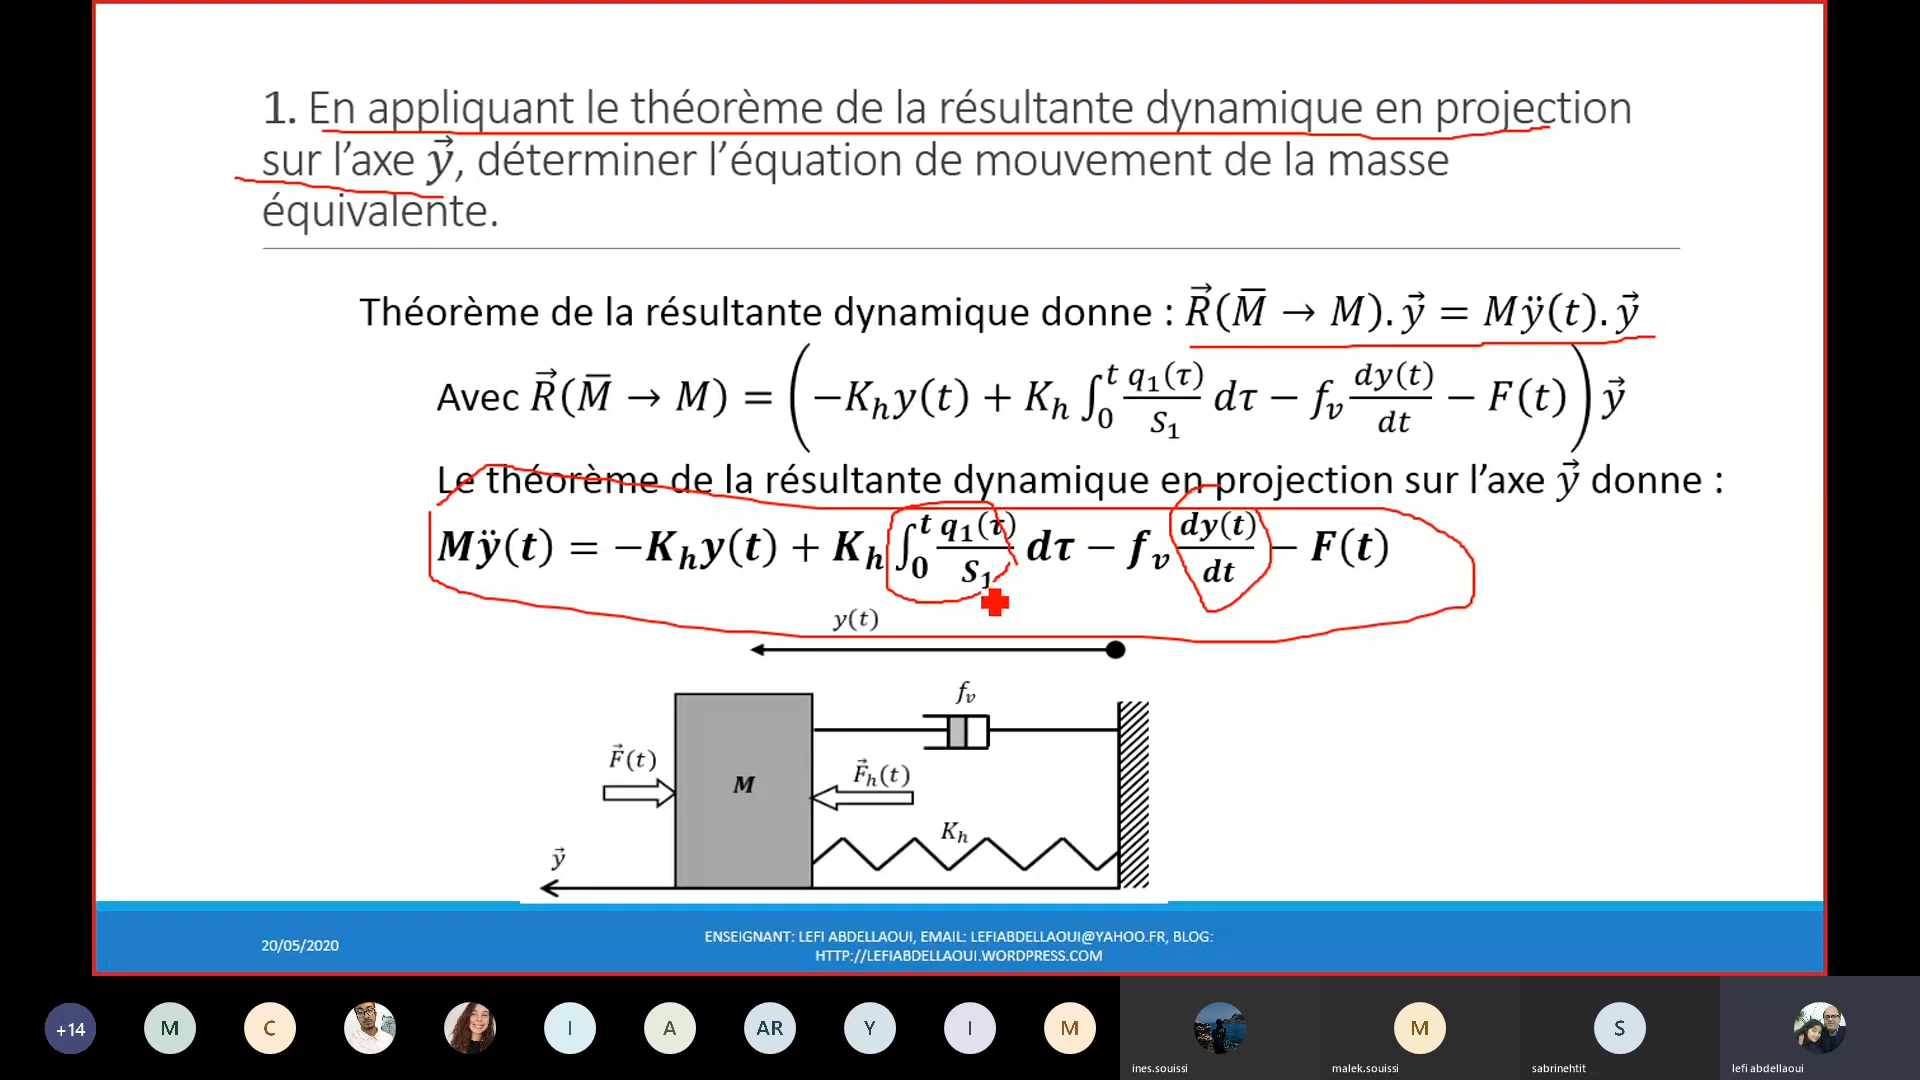 1. En appliquant le théorème de la résultante dynamique en projection
sur l’axe y⃗, déterminer l’équation de mouvement de la masse
équivalente.
Théorème de la résultante dynamique donne : R⃗(M̅ → M). y⃗ = Mÿ(t). y⃗
Avec R⃗(M̅ → M) = (−Kₕy(t) + Kₕ ∫₀ᵗ q₁(τ)/S₁ dτ − fᵥ dy(t)/dt − F(t)) y⃗
Le théorème de la résultante dynamique en projection sur l’axe y⃗ donne :
Mÿ(t) = −Kₕy(t) + Kₕ ∫₀ᵗ q₁(τ)/S₁ dτ − fᵥ dy(t)/dt − F(t)
y(t)
fᵥ
F⃗(t)
M
F⃗ₕ(t)
Kₕ
y⃗
20/05/2020
ENSEIGNANT: LEFI ABDELLAOUI, EMAIL: LEFIABDELLAOUI@YAHOO.FR, BLOG:
HTTP://LEFIABDELLAOUI.WORDPRESS.COM
+14
M
C
I
A
AR
Y
I
M
M
S
ines.souissi
malek.souissi
sabrinehtit
lefi abdellaoui